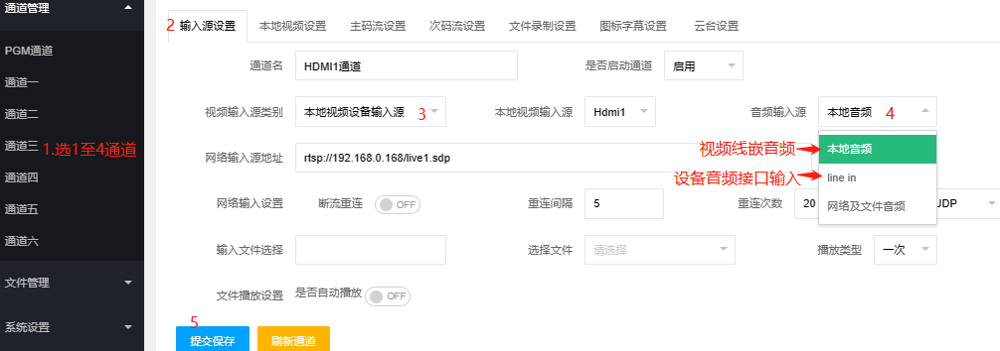 通道管理
PGM通道
通道一
通道二
通道三
1.选1至4通道
通道四
通道五
通道六
文件管理
系统设置
2 输入源设置 本地视频设置 主码流设置 次码流设置 文件录制设置 图标字幕设置 云台设置
通道名 HDMI1通道 是否启动通道 启用
视频输入源类别 本地视频设备输入源 3 本地视频输入源 Hdmi1 音频输入源 本地音频 4
视频线嵌音频 本地音频
网络输入源地址 rtsp://192.168.0.168/live1.sdp
设备音频接口输入 line in
网络及文件音频
网络输入设置 断流重连 OFF 重连间隔 5 重连次数 20
输入文件选择 选择文件 请选择 播放类型 一次
文件播放设置 是否自动播放 OFF
5
提交保存 刷新通道